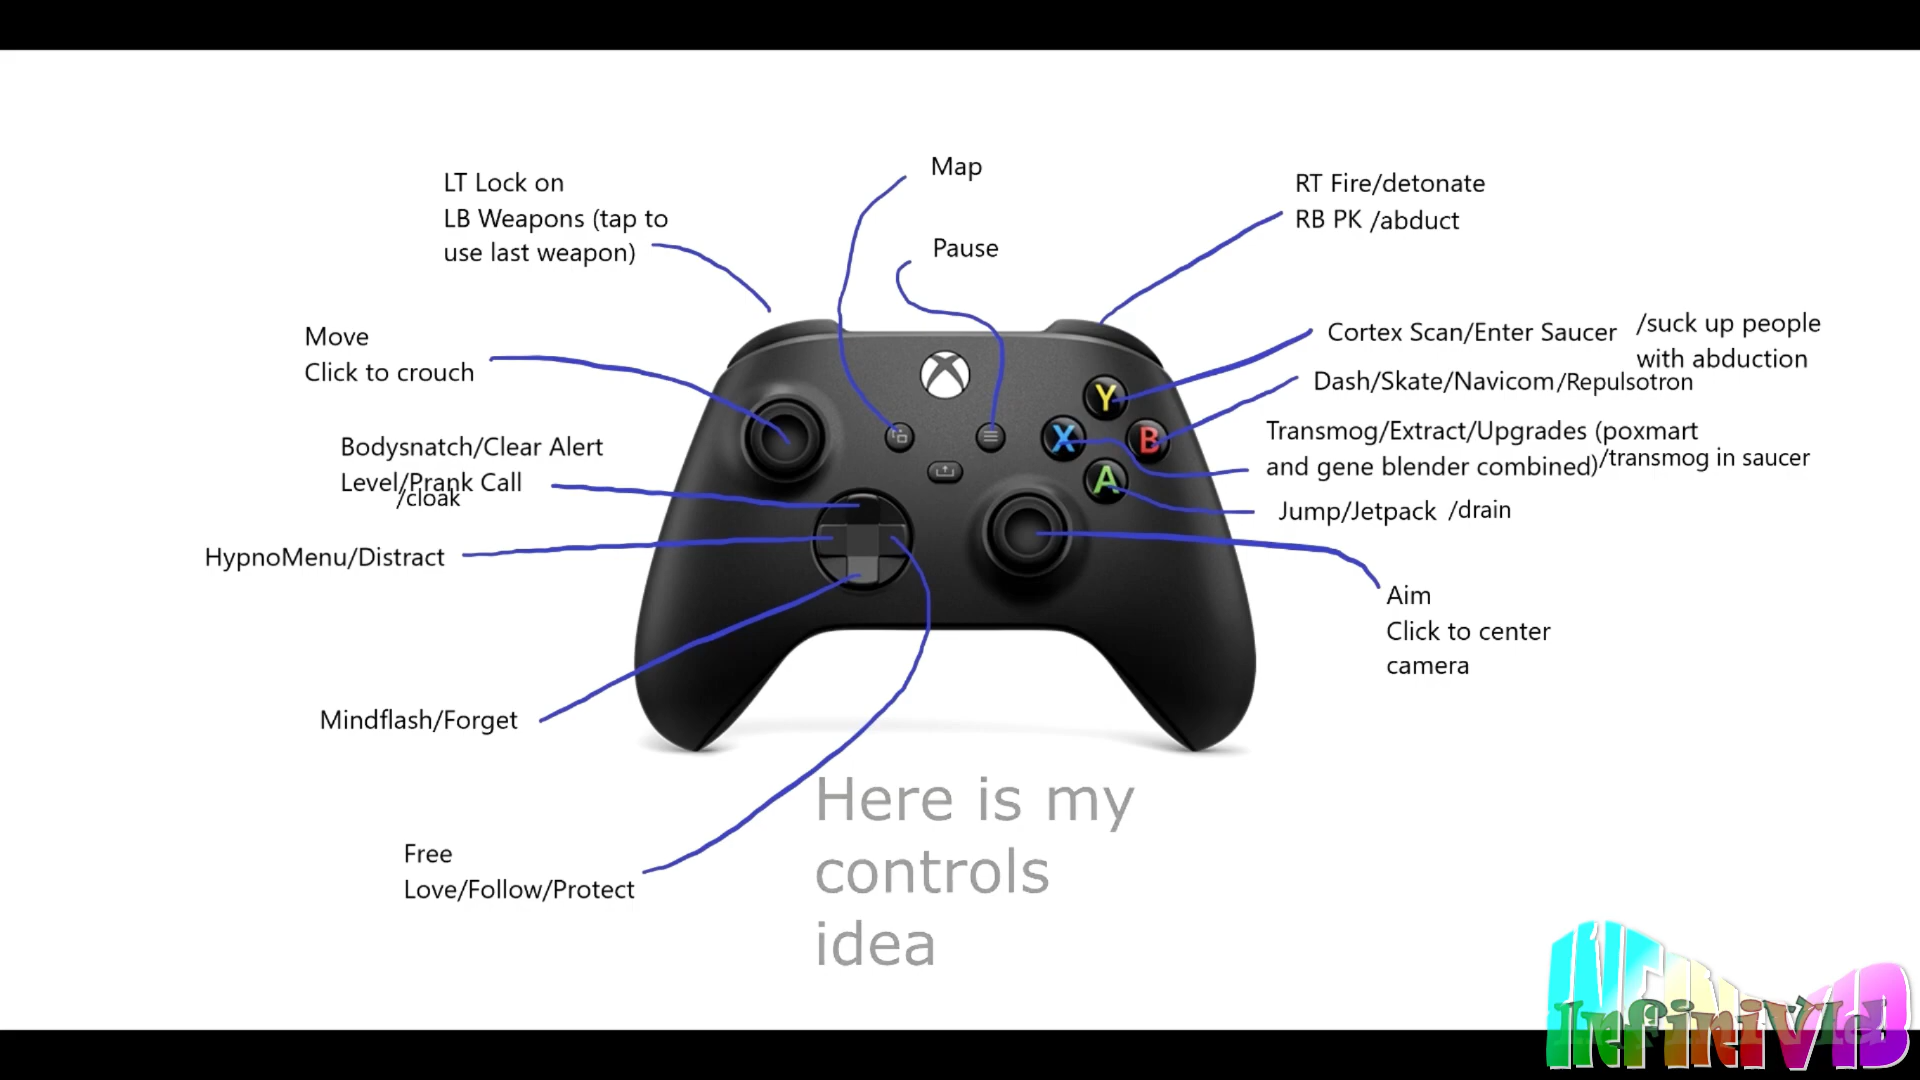 LT Lock on
LB Weapons (tap to
use last weapon)
Map
Pause
RT Fire/detonate
RB PK /abduct
Move
Click to crouch
Cortex Scan/Enter Saucer /suck up people
with abduction
Dash/Skate/Navicom/Repulsotron
Transmog/Extract/Upgrades (poxmart
and gene blender combined)/transmog in saucer
Jump/Jetpack /drain
Bodysnatch/Clear Alert
Level/Prank Call
/cloak
HypnoMenu/Distract
Aim
Click to center
camera
Mindflash/Forget
Free
Love/Follow/Protect
Y
X
B
A
Here is my
controls
idea
INFINIVID
InfiniVId